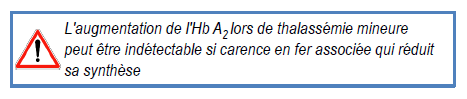 L'augmentation de l'Hb A₂ lors de thalassémie mineure
peut être indétectable si carence en fer associée qui réduit
sa synthèse